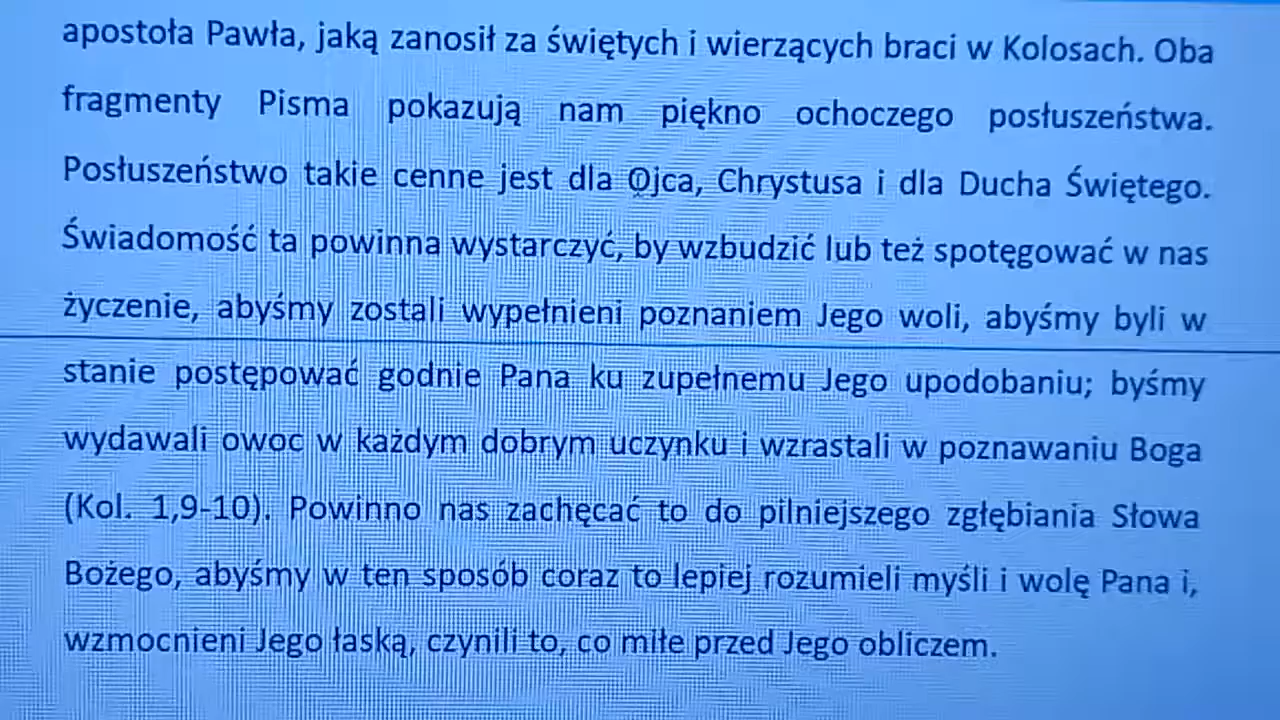 apostoła Pawła, jaką zanosił za świętych i wierzących braci w Kolosach. Oba
fragmenty Pisma pokazują nam piękno ochoczego posłuszeństwa.
Posłuszeństwo takie cenne jest dla Ojca, Chrystusa i dla Ducha Świętego.
Świadomość ta powinna wystarczyć, by wzbudzić lub też spotęgować w nas
życzenie, abyśmy zostali wypełnieni poznaniem Jego woli, abyśmy byli w
stanie postępować godnie Pana ku zupełnemu Jego upodobaniu; byśmy
wydawali owoc w każdym dobrym uczynku i wzrastali w poznawaniu Boga
(Kol. 1,9-10). Powinno nas zachęcać to do pilniejszego zgłębiania Słowa
Bożego, abyśmy w ten sposób coraz to lepiej rozumieli myśli i wolę Pana i,
wzmocnieni Jego łaską, czynili to, co miłe przed Jego obliczem.